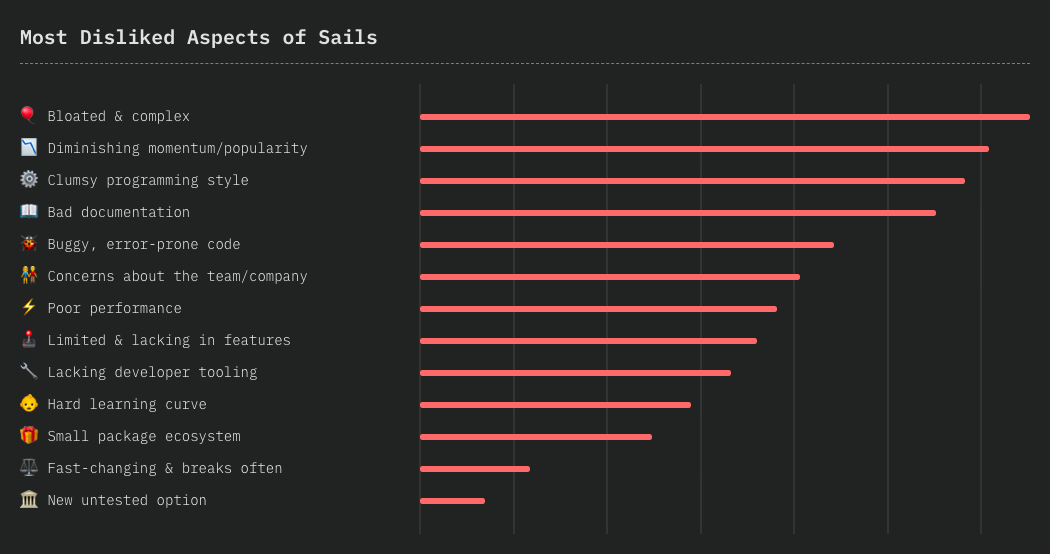 Most Disliked Aspects of Sails
Bloated & complex
Diminishing momentum/popularity
Clumsy programming style
Bad documentation
Buggy, error-prone code
Concerns about the team/company
Poor performance
Limited & lacking in features
Lacking developer tooling
Hard learning curve
Small package ecosystem
Fast-changing & breaks often
New untested option